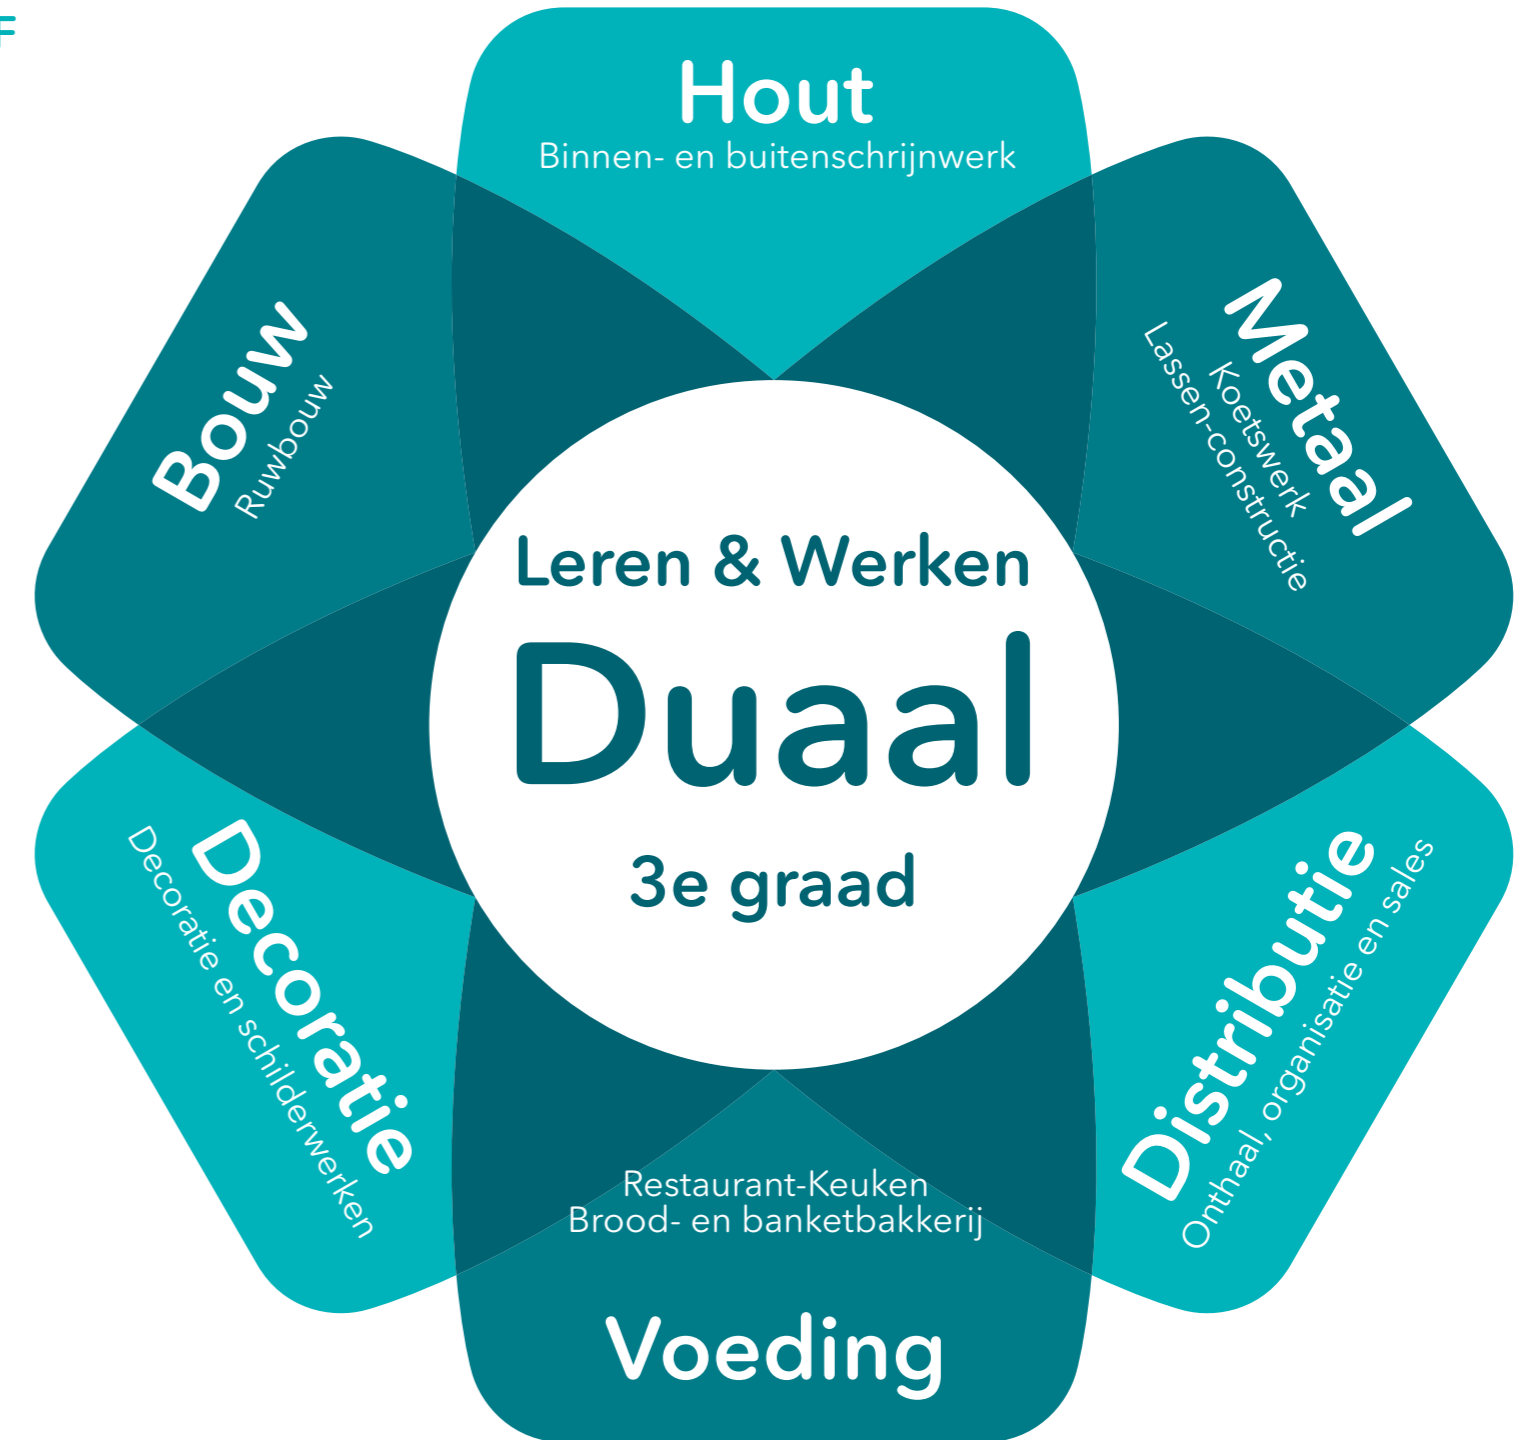 Hout
Binnen- en buitenschrijnwerk
Metaal
Koetswerk
Lassen-constructie
Distributie
Onthaal, organisatie en sales
Restaurant-Keuken
Brood- en banketbakkerij
Voeding
Decoratie
Decoratie en schilderwerken
Bouw
Ruwbouw
Leren & Werken
Duaal
3e graad